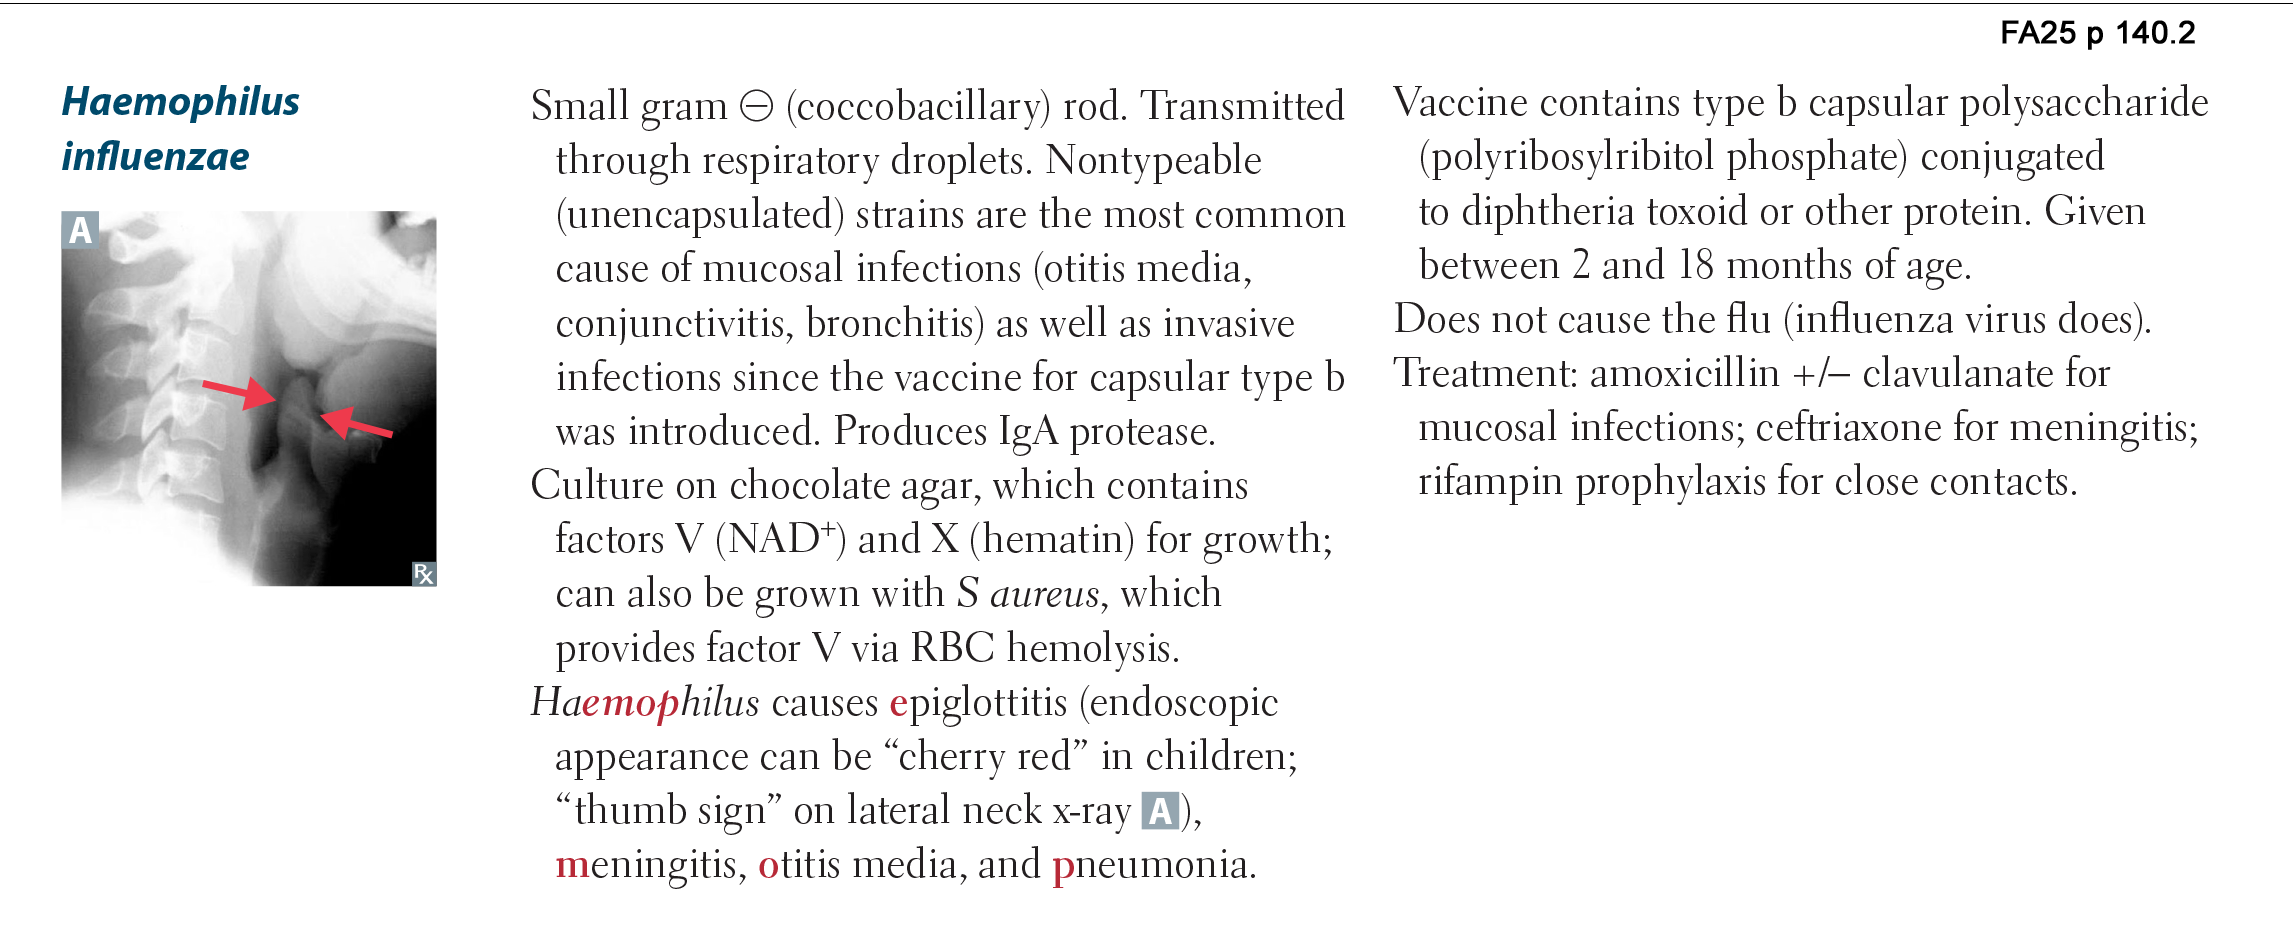 FA25 p 140.2
Haemophilus
influenzae
A
℞
Small gram ⊖ (coccobacillary) rod. Transmitted
through respiratory droplets. Nontypeable
(unencapsulated) strains are the most common
cause of mucosal infections (otitis media,
conjunctivitis, bronchitis) as well as invasive
infections since the vaccine for capsular type b
was introduced. Produces IgA protease.
Culture on chocolate agar, which contains
factors V (NAD⁺) and X (hematin) for growth;
can also be grown with S aureus, which
provides factor V via RBC hemolysis.
Haemophilus causes epiglottitis (endoscopic
appearance can be “cherry red” in children;
“thumb sign” on lateral neck x-ray A),
meningitis, otitis media, and pneumonia.
Vaccine contains type b capsular polysaccharide
(polyribosylribitol phosphate) conjugated
to diphtheria toxoid or other protein. Given
between 2 and 18 months of age.
Does not cause the flu (influenza virus does).
Treatment: amoxicillin +/− clavulanate for
mucosal infections; ceftriaxone for meningitis;
rifampin prophylaxis for close contacts.